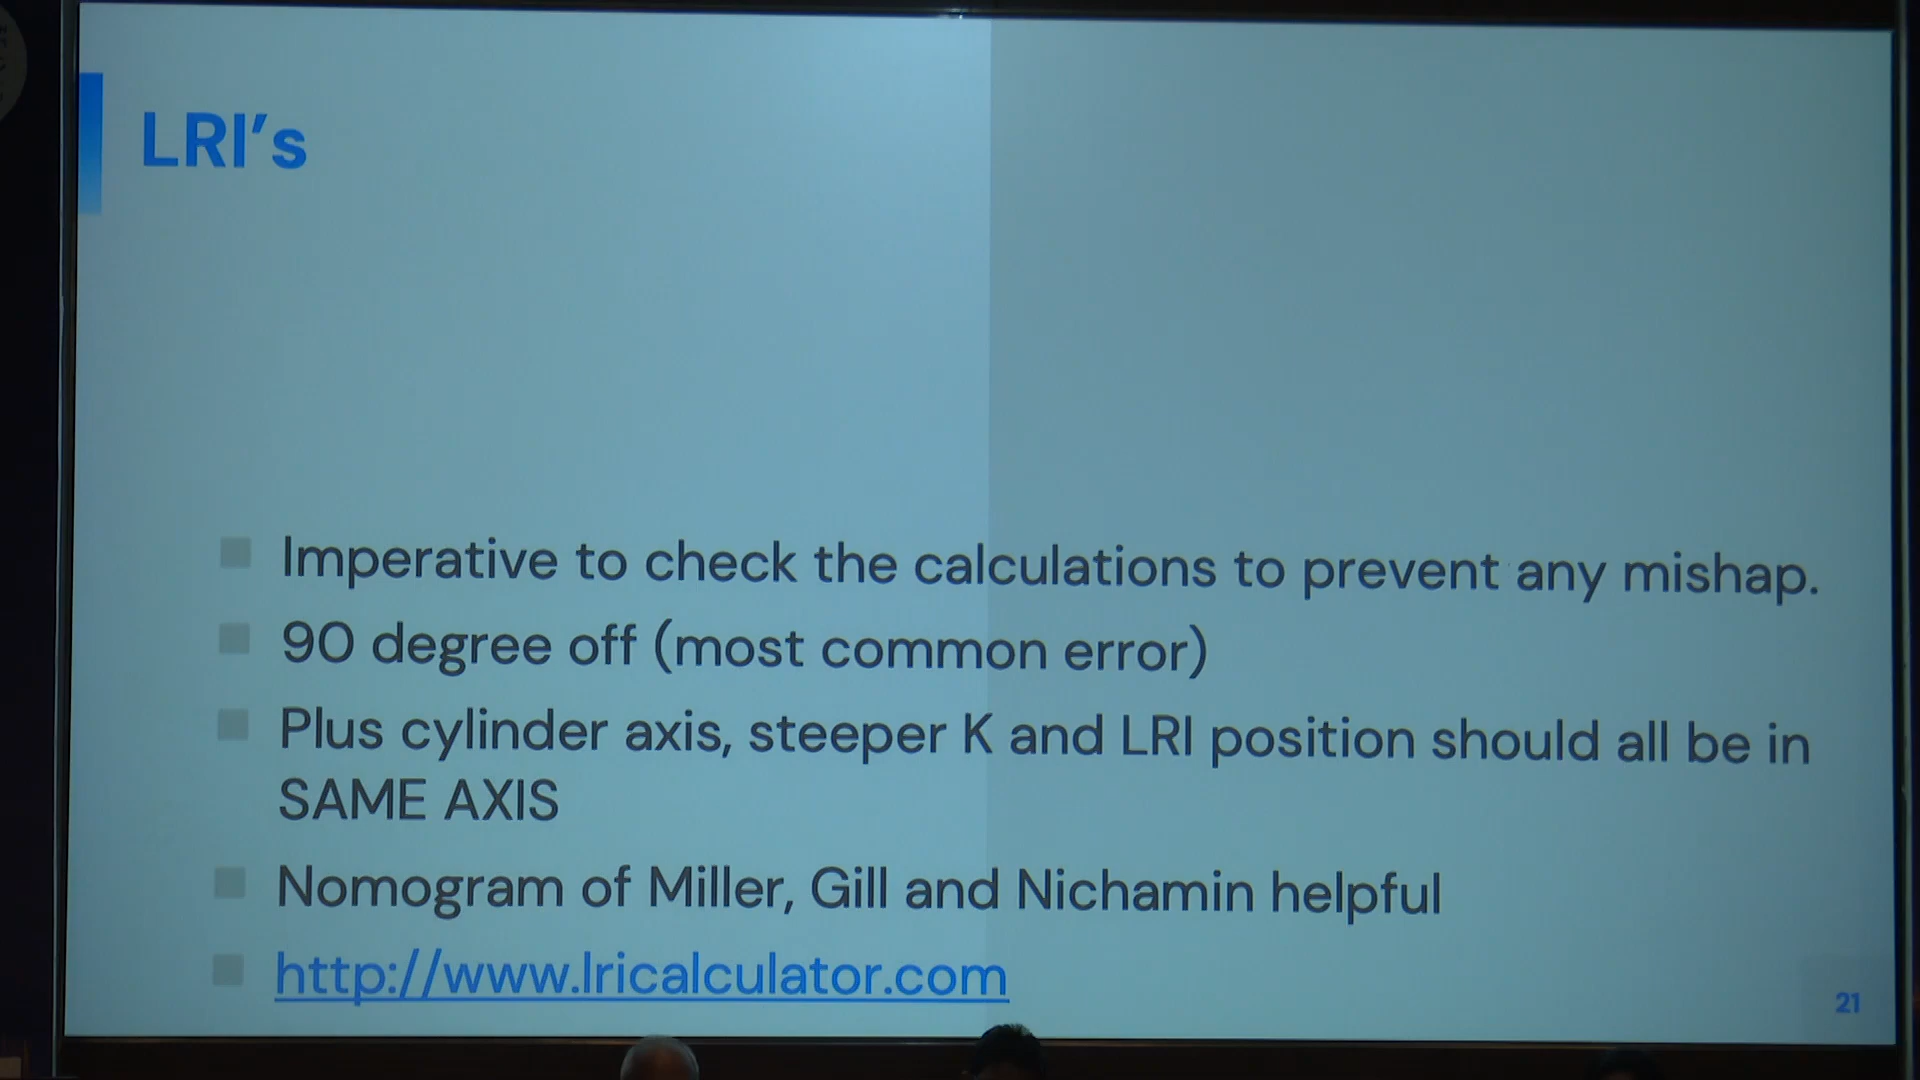 LRI's
Imperative to check the calculations to prevent any mishap.
90 degree off (most common error)
Plus cylinder axis, steeper K and LRI position should all be in
SAME AXIS
Nomogram of Miller, Gill and Nichamin helpful
http://www.lricalculator.com
21